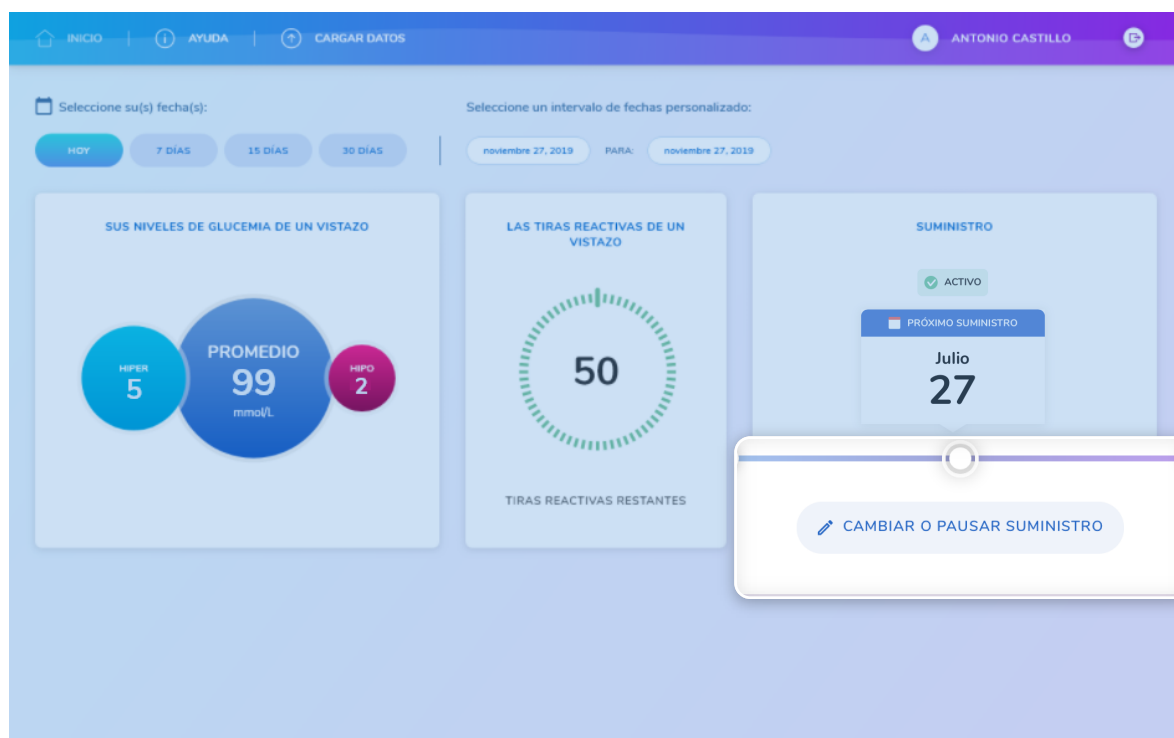 INICIO
AYUDA
CARGAR DATOS
A
ANTONIO CASTILLO
Seleccione su(s) fecha(s):
Seleccione un intervalo de fechas personalizado:
HOY
7 DÍAS
15 DÍAS
30 DÍAS
noviembre 27, 2019
PARA:
noviembre 27, 2019
SUS NIVELES DE GLUCEMIA DE UN VISTAZO
HIPER
5
PROMEDIO
99
mmol/L
HIPO
2
LAS TIRAS REACTIVAS DE UN
VISTAZO
50
TIRAS REACTIVAS RESTANTES
SUMINISTRO
ACTIVO
PRÓXIMO SUMINISTRO
Julio
27
CAMBIAR O PAUSAR SUMINISTRO